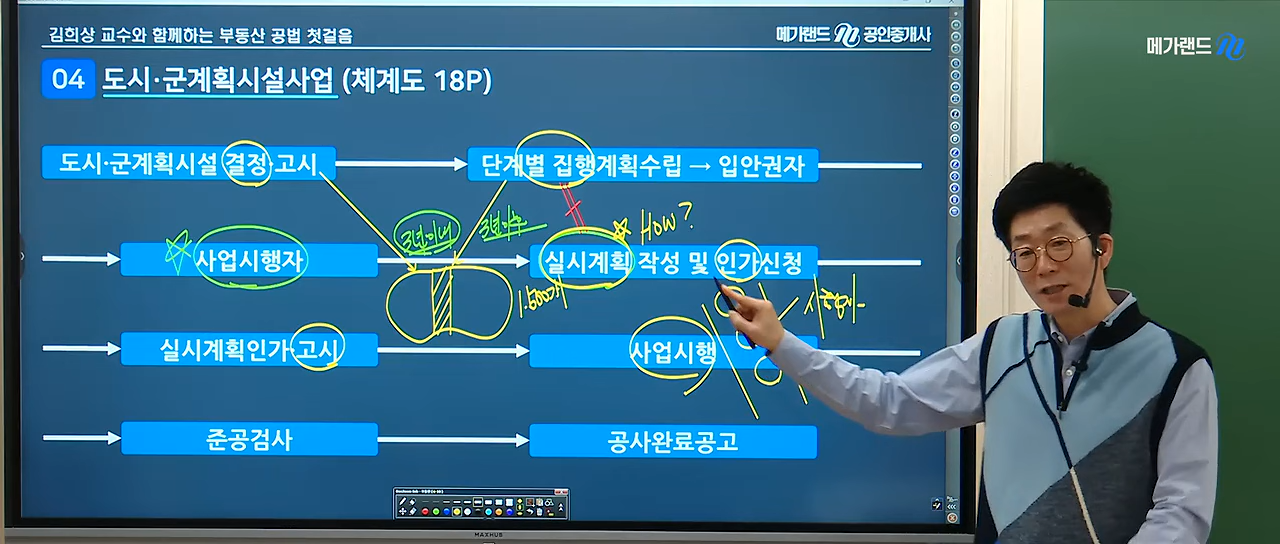 김희상 교수와 함께하는 부동산 공법 첫걸음
메가랜드 공인중개사
메가랜드
04 도시·군계획시설사업 (체계도 18P)
도시·군계획시설 결정·고시
단계별 집행계획수립 → 입안권자
3년이내
How?
사업시행자
실시계획 작성 및 인가신청
실시계획인가·고시
사업시행
준공검사
공사완료공고
MAXHUB